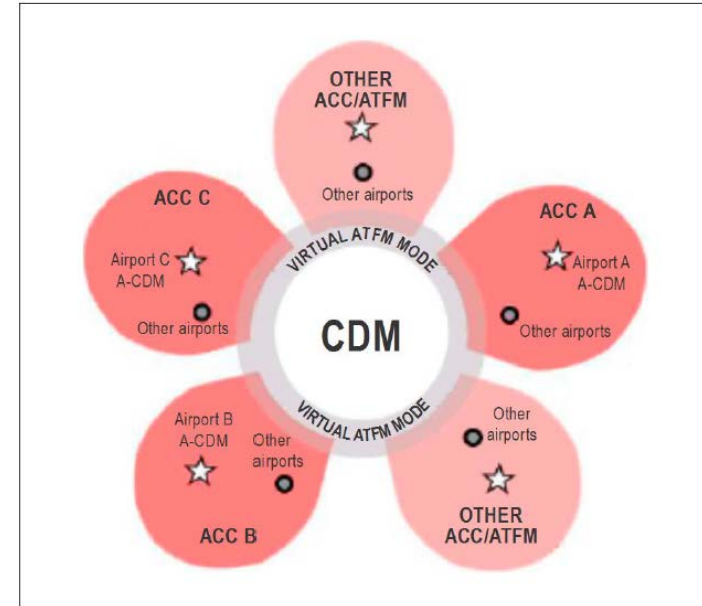 OTHER
ACC/ATFM
Other airports
ACC C
Airport C
A-CDM
Other airports
ACC A
Airport A
A-CDM
Other airports
VIRTUAL ATFM MODE
CDM
VIRTUAL ATFM MODE
Airport B
A-CDM
Other
airports
ACC B
Other
airports
OTHER
ACC/ATFM